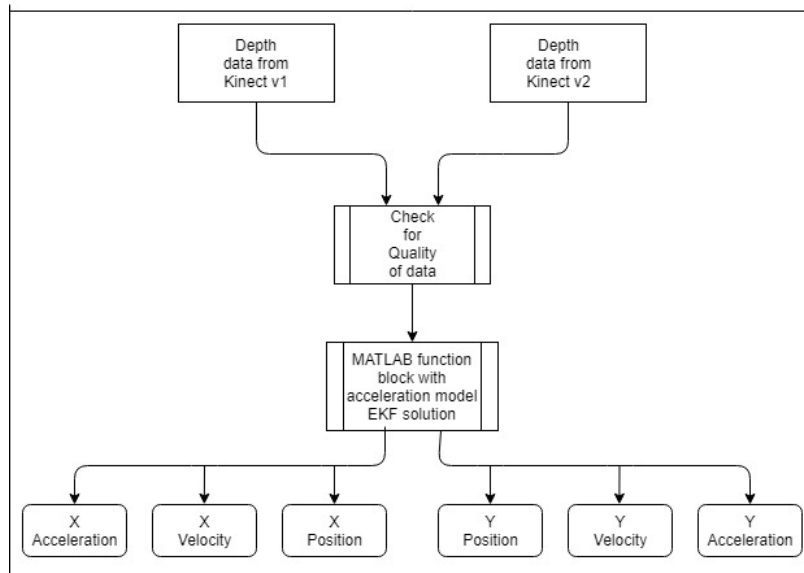 Depth
data from
Kinect v1
Depth
data from
Kinect v2
Check
for
Quality
of data
MATLAB function
block with
acceleration model
EKF solution
X
Acceleration
X
Velocity
X
Position
Y
Position
Y
Velocity
Y
Acceleration